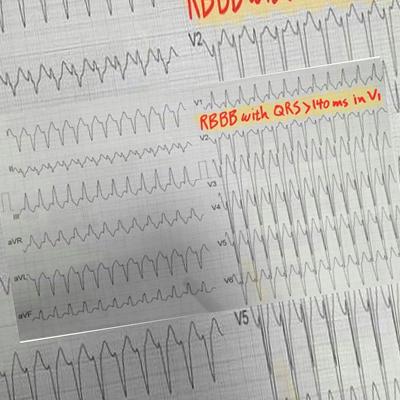 RBBB
V2
V1
RBBB with QRS > 140 ms in V1
I
V2
II
V3
III
V4
aVR
V5
aVL
V6
aVF
V5